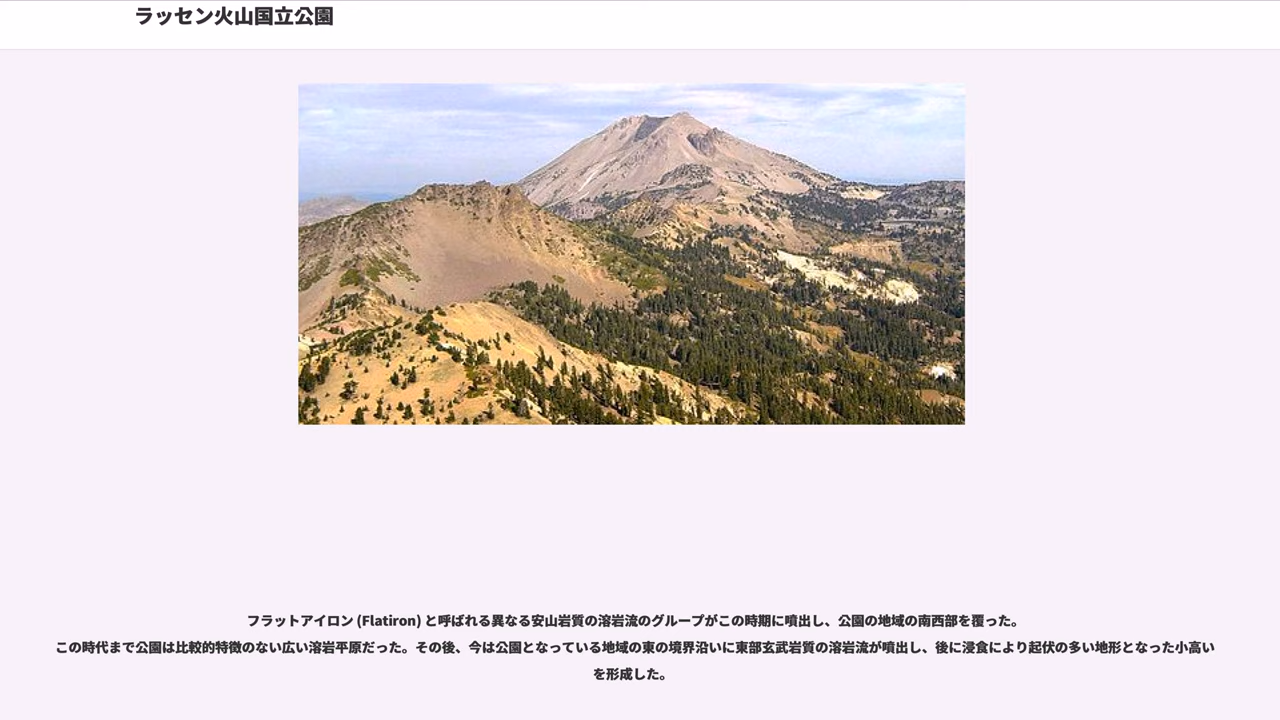 ラッセン火山国立公園
フラットアイロン (Flatiron) と呼ばれる異なる安山岩質の溶岩流のグループがこの時期に噴出し、公園の地域の南西部を覆った。
この時代まで公園は比較的特徴のない広い溶岩平原だった。その後、今は公園となっている地域の東の境界沿いに東部玄武岩質の溶岩流が噴出し、後に浸食により起伏の多い地形となった小高い
を形成した。